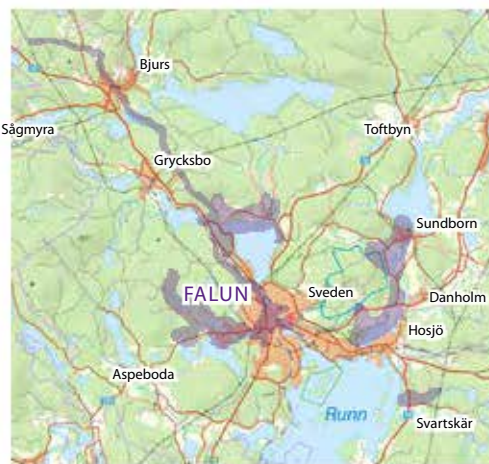 Bjurs
Sågmyra
Toftbyn
Grycksbo
Sundborn
FALUN
Sveden
Danholm
Hosjö
Aspeboda
Runn
Svartskär